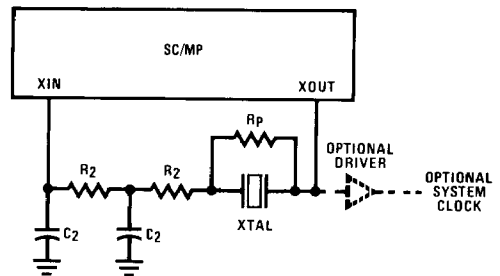 SC/MP
XIN
XOUT
RP
R2
R2
C2
C2
XTAL
OPTIONAL
DRIVER
OPTIONAL
SYSTEM
CLOCK